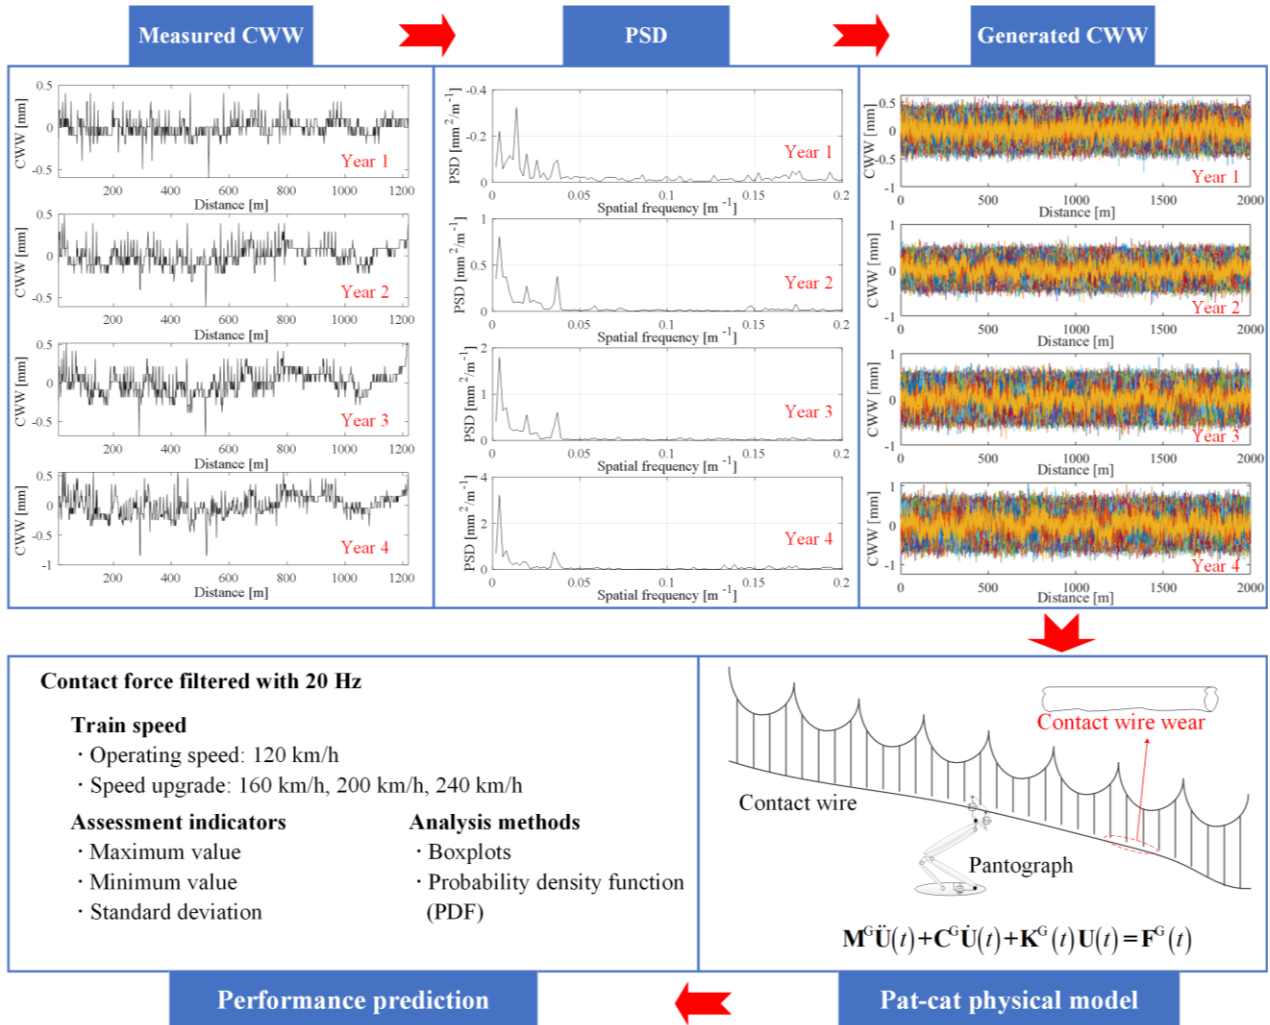 Measured CWW
PSD
Generated CWW
CWW [mm]
0.5
0
-0.5
Year 1
200
400
600
800
1000
1200
Distance [m]
CWW [mm]
0.5
0
-0.5
Year 2
200
400
600
800
1000
1200
Distance [m]
CWW [mm]
0.5
0
-0.5
Year 3
200
400
600
800
1000
1200
Distance [m]
CWW [mm]
0.5
0
-0.5
-1
Year 4
200
400
600
800
1000
1200
Distance [m]
PSD [mm²/m⁻¹]
-0.4
-0.2
0
Year 1
0
0.05
0.1
0.15
0.2
Spatial frequency [m⁻¹]
PSD [mm²/m⁻¹]
1
0.5
0
Year 2
0
0.05
0.1
0.15
0.2
Spatial frequency [m⁻¹]
PSD [mm²/m⁻¹]
2
1
0
Year 3
0
0.05
0.1
0.15
0.2
Spatial frequency [m⁻¹]
PSD [mm²/m⁻¹]
4
2
0
Year 4
0
0.05
0.1
0.15
0.2
Spatial frequency [m⁻¹]
CWW [mm]
0.5
0
-0.5
-1
Year 1
0
500
1000
1500
2000
Distance [m]
CWW [mm]
1
0
-1
Year 2
0
500
1000
1500
2000
Distance [m]
CWW [mm]
1
0
-1
Year 3
0
500
1000
1500
2000
Distance [m]
CWW [mm]
1
0
-1
Year 4
0
500
1000
1500
2000
Distance [m]
Contact force filtered with 20 Hz
Train speed
· Operating speed: 120 km/h
· Speed upgrade: 160 km/h, 200 km/h, 240 km/h
Assessment indicators
· Maximum value
· Minimum value
· Standard deviation
Analysis methods
· Boxplots
· Probability density function
(PDF)
Contact wire wear
Contact wire
Pantograph
M^G Ü(t)+C^G U̇(t)+K^G(t)U(t)=F^G(t)
Performance prediction
Pat-cat physical model